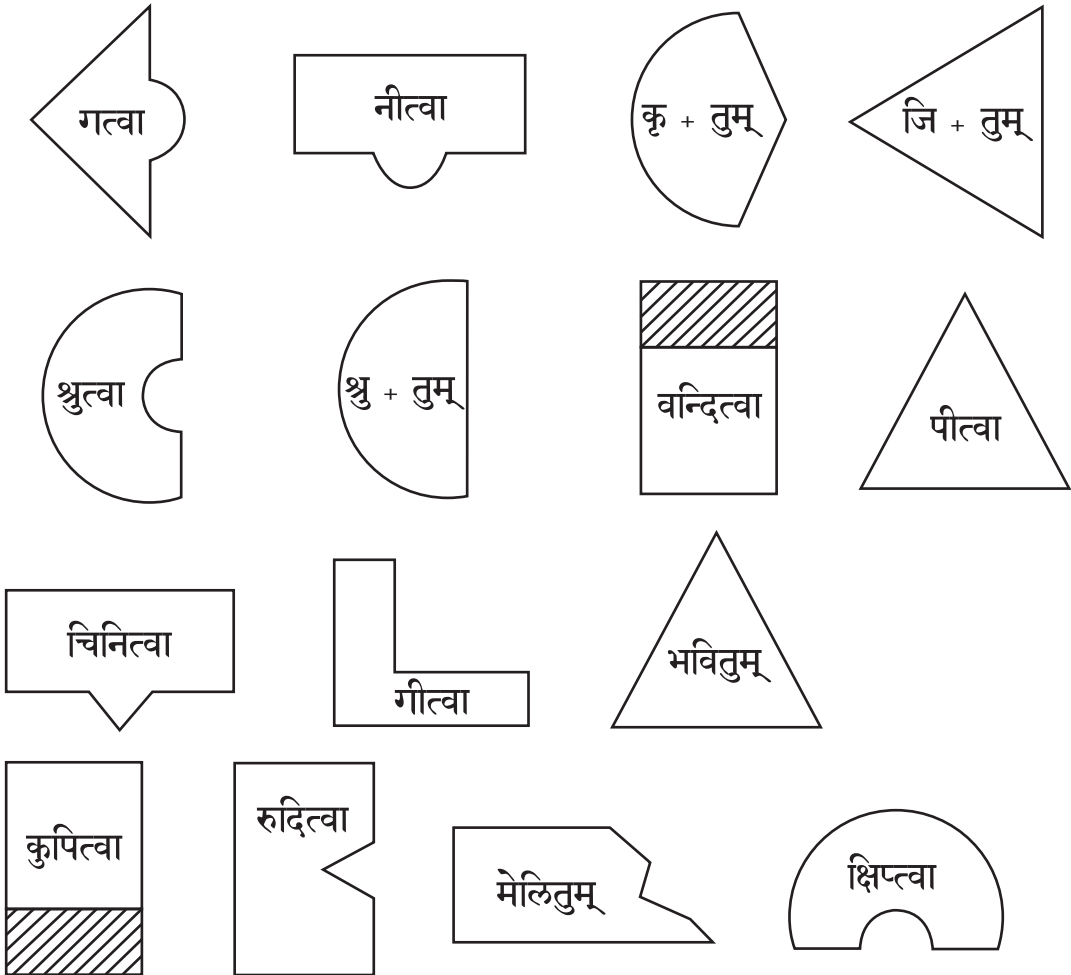 गत्वा
नीत्वा
कृ + तुम्
जि + तुम्
श्रुत्वा
श्रु + तुम्
वन्दित्वा
पीत्वा
चिनित्वा
गीत्वा
भवितुम्
कुपित्वा
रुदित्वा
मेलितुम्
क्षिप्त्वा